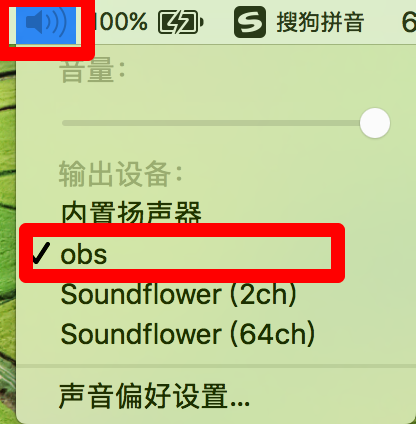 100% S 搜狗拼音 6
音量：
输出设备：
内置扬声器
✓ obs
Soundflower (2ch)
Soundflower (64ch)
声音偏好设置...